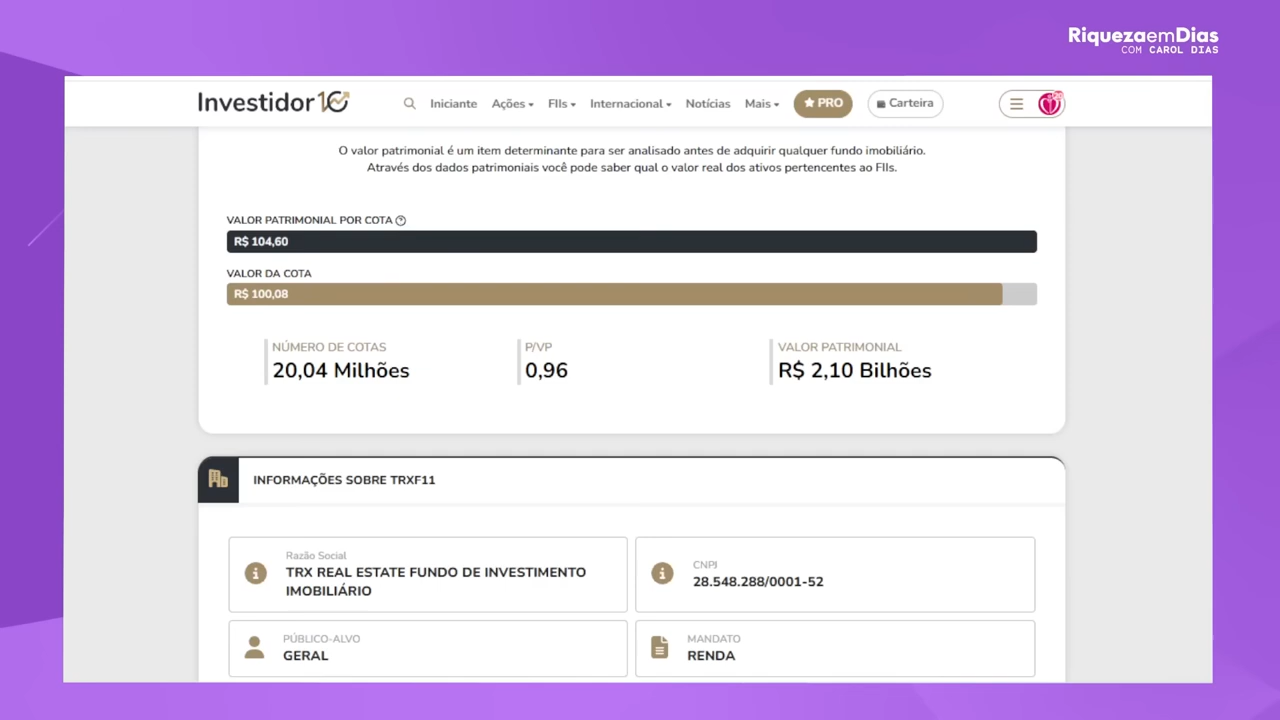 RiquezaemDias
COM CAROL DIAS
Investidor10
Iniciante Ações FIIs Internacional Notícias Mais PRO Carteira
O valor patrimonial é um item determinante para ser analisado antes de adquirir qualquer fundo imobiliário.
Através dos dados patrimoniais você pode saber qual o valor real dos ativos pertencentes ao FIIs.
VALOR PATRIMONIAL POR COTA
R$ 104,60
VALOR DA COTA
R$ 100,08
NÚMERO DE COTAS
20,04 Milhões
P/VP
0,96
VALOR PATRIMONIAL
R$ 2,10 Bilhões
INFORMAÇÕES SOBRE TRXF11
Razão Social
TRX REAL ESTATE FUNDO DE INVESTIMENTO
IMOBILIÁRIO
CNPJ
28.548.288/0001-52
PÚBLICO-ALVO
GERAL
MANDATO
RENDA